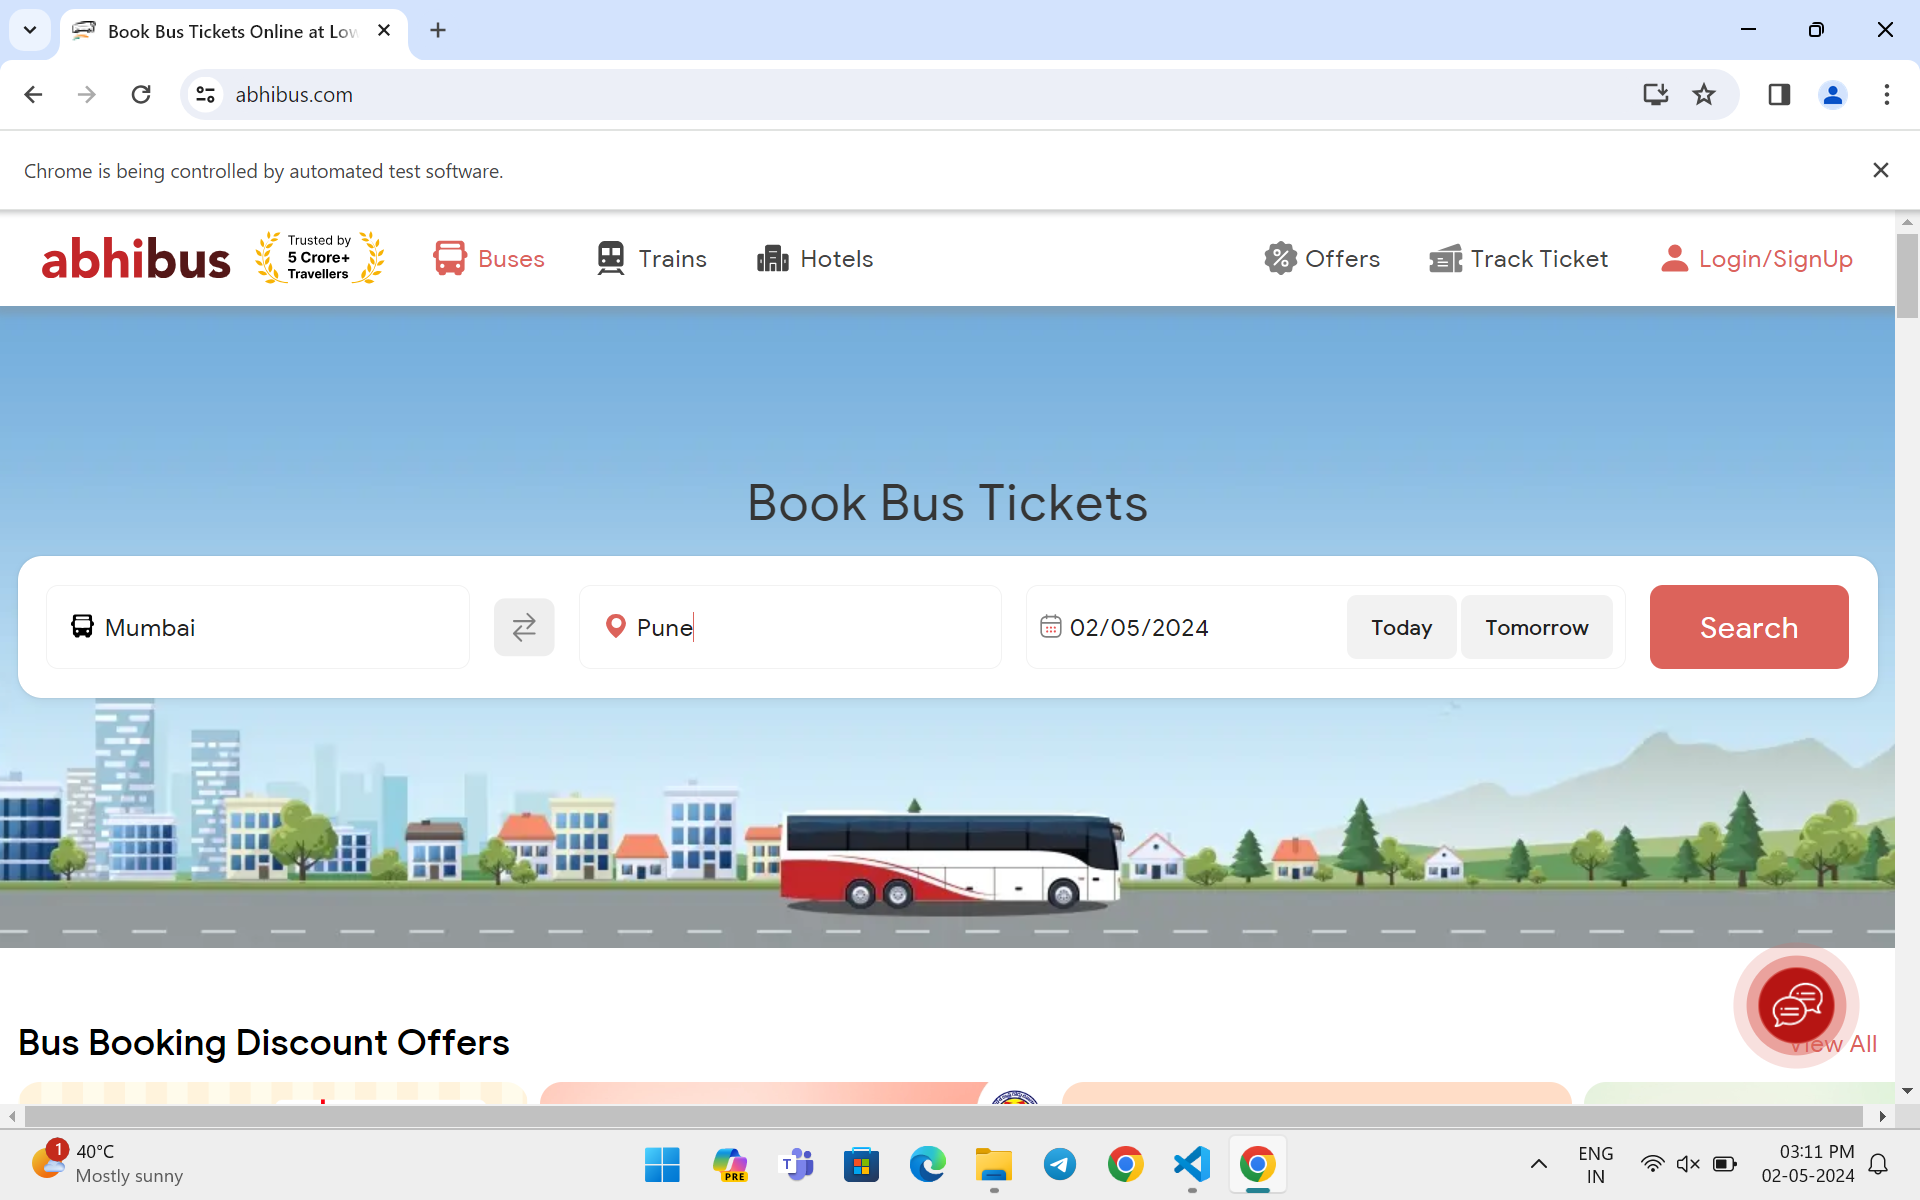 Book Bus Tickets Online at Low
abhibus.com
Chrome is being controlled by automated test software.
abhibus
Trusted by
5 Crore+
Travellers
Buses
Trains
Hotels
Offers
Track Ticket
Login/SignUp
Book Bus Tickets
Mumbai
Pune
02/05/2024
Today
Tomorrow
Search
Bus Booking Discount Offers
View All
1
40°C
Mostly sunny
PRE
T
ENG
IN
03:11 PM
02-05-2024